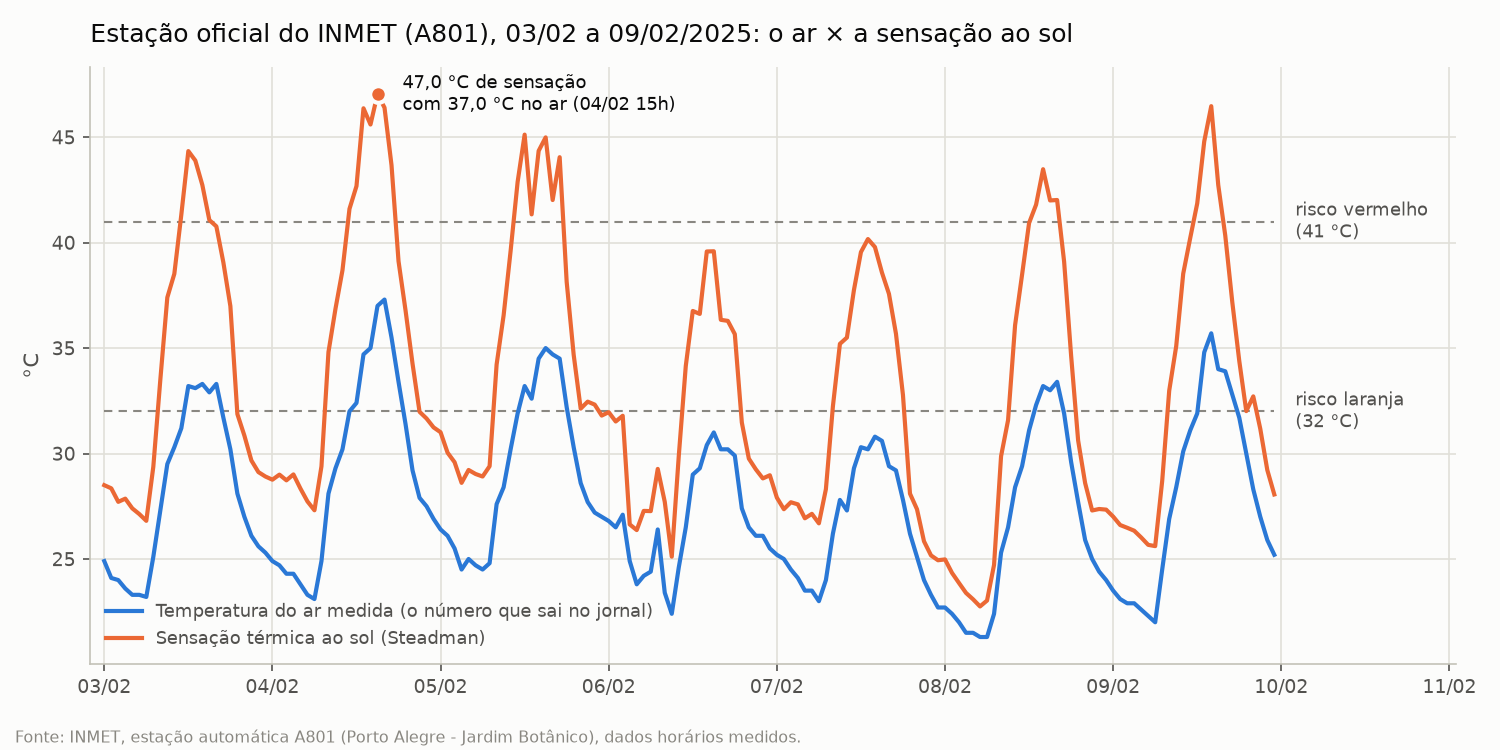 Estação oficial do INMET (A801), 03/02 a 09/02/2025: o ar × a sensação ao sol
47,0 °C de sensação
com 37,0 °C no ar (04/02 15h)
45
40
35
30
25
°C
risco vermelho
(41 °C)
risco laranja
(32 °C)
Temperatura do ar medida (o número que sai no jornal)
Sensação térmica ao sol (Steadman)
03/02
04/02
05/02
06/02
07/02
08/02
09/02
10/02
11/02
Fonte: INMET, estação automática A801 (Porto Alegre - Jardim Botânico), dados horários medidos.